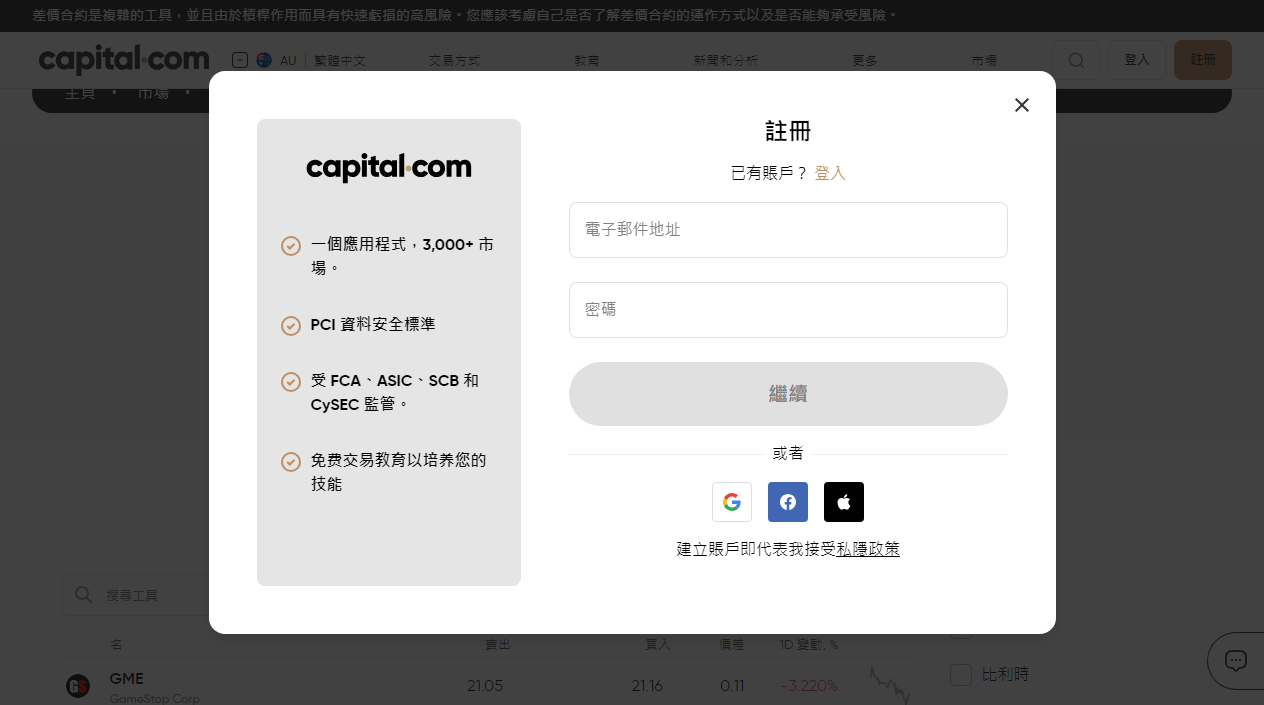 差價合約是複雜的工具，並且由於槓桿作用而具有快速虧損的高風險。您應該考慮自己是否了解差價合約的運作方式以及是否能夠承受風險。
capital.com AU 繁體中文 交易方式 教育 新聞和分析 更多 市場 登入 註冊
主頁 • 市場 •
capital.com
一個應用程式，3,000+ 市
場。
PCI 資料安全標準
受 FCA、ASIC、SCB 和
CySEC 監管。
免费交易教育以培养您的
技能
註冊
已有賬戶？ 登入
電子郵件地址
密碼
繼續
或者
建立賬戶即代表我接受私隱政策
搜尋工具
名 賣出 買入 價差 1D 變動, %
GME 21.05 21.16 0.11 -3.220%
GameStop Corp
比利時